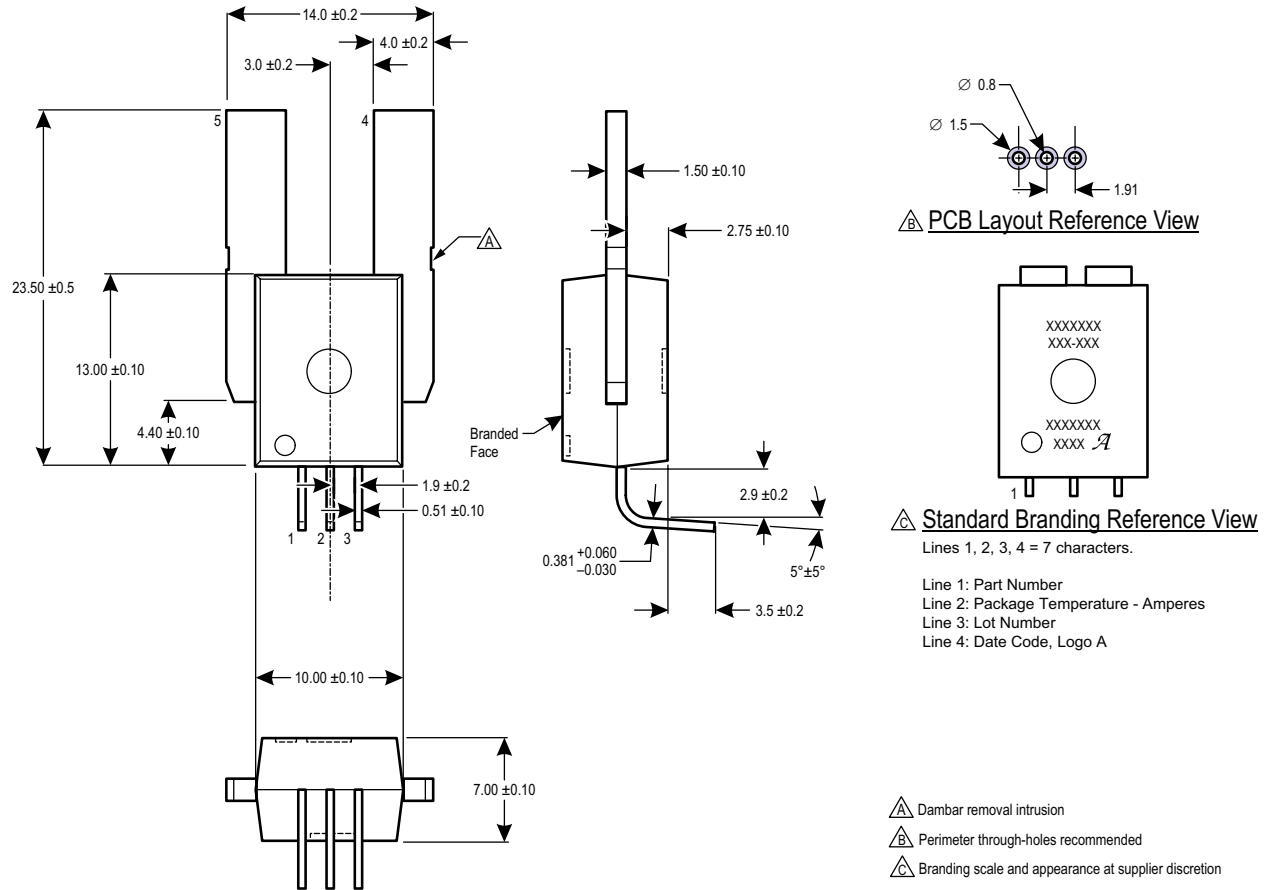 14.0 ±0.2
4.0 ±0.2
3.0 ±0.2
5
4
A
23.50 ±0.5
13.00 ±0.10
4.40 ±0.10
1.9 ±0.2
0.51 ±0.10
1 2 3
10.00 ±0.10
7.00 ±0.10
1.50 ±0.10
2.75 ±0.10
Branded
Face
2.9 ±0.2
0.381 +0.060
–0.030
5°±5°
3.5 ±0.2
Ø 0.8
Ø 1.5
1.91
B PCB Layout Reference View
XXXXXXX
XXX-XXX
XXXXXXX
XXXX A
1
C Standard Branding Reference View
Lines 1, 2, 3, 4 = 7 characters.
Line 1: Part Number
Line 2: Package Temperature - Amperes
Line 3: Lot Number
Line 4: Date Code, Logo A
A Dambar removal intrusion
B Perimeter through-holes recommended
C Branding scale and appearance at supplier discretion